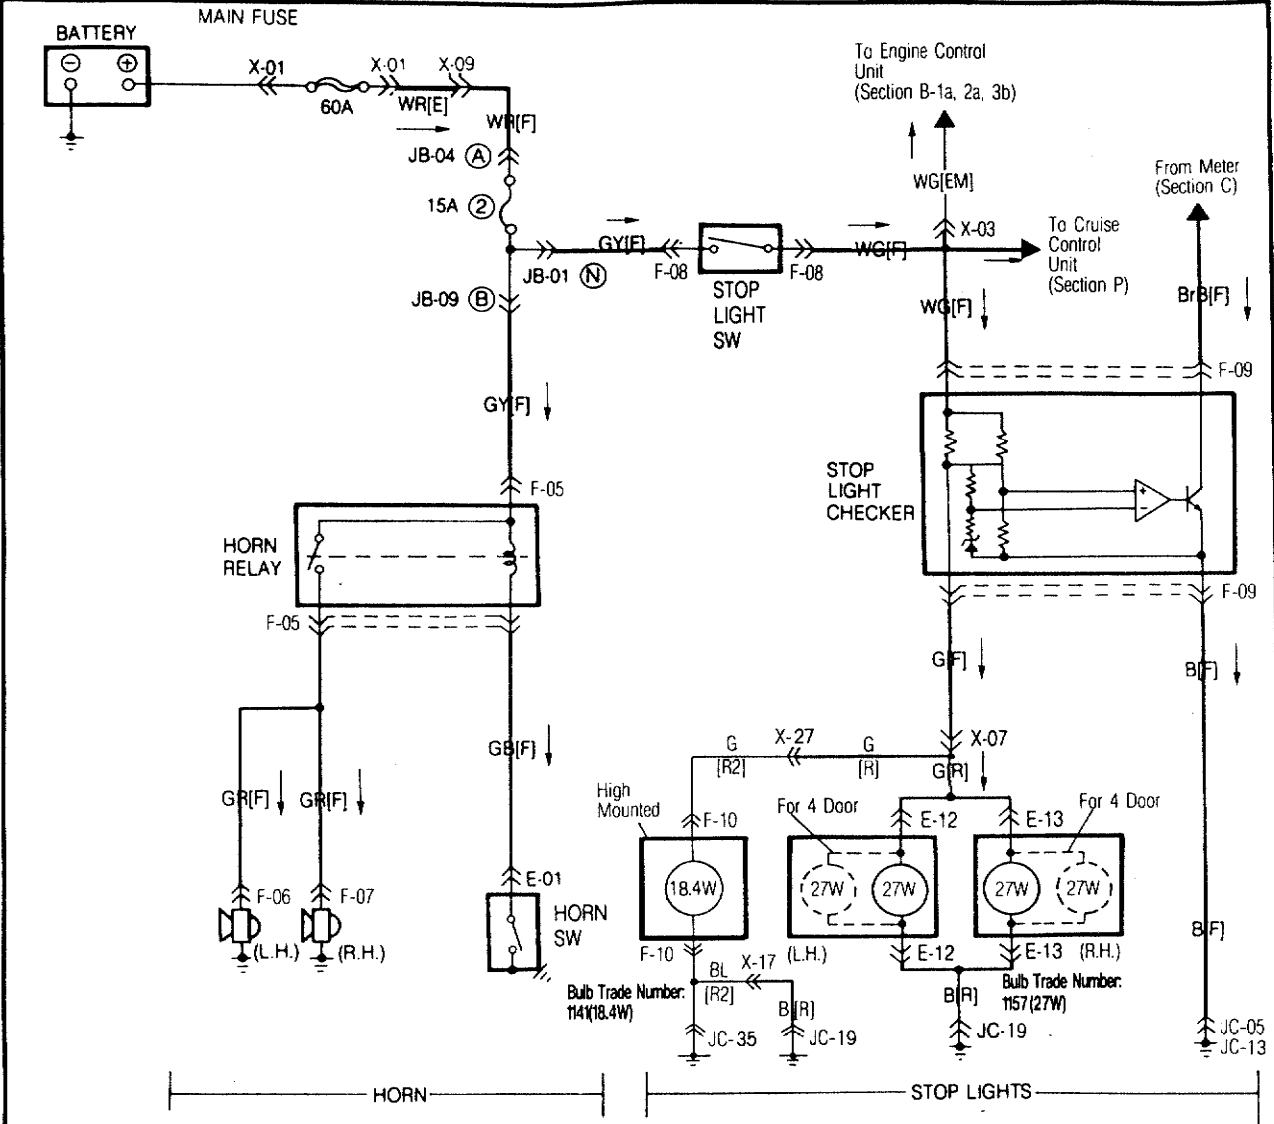 MAIN FUSE
BATTERY
X-01
X-01
X-09
60A
WR[E]
WR[F]
JB-04 A
15A 2
GY[F]
JB-01 N
F-08
F-08
STOP
LIGHT
SW
WG[F]
To Engine Control
Unit
(Section B-1a, 2a, 3b)
WG[EM]
X-03
To Cruise
Control
Unit
(Section P)
From Meter
(Section C)
BrB[F]
WG[F]
F-09
JB-09 B
GY[F]
F-05
HORN
RELAY
F-05
STOP
LIGHT
CHECKER
+
−
F-09
G[F]
B[F]
GB[F]
GR[F]
GR[F]
F-06
F-07
(L.H.)
(R.H.)
E-01
HORN
SW
G
[R2]
X-27
G
[R]
X-07
G[R]
High
Mounted
F-10
For 4 Door
E-12
E-13
For 4 Door
18.4W
27W
27W
27W
27W
F-10
(L.H.)
E-12
E-13
(R.H.)
BL
[R2]
X-17
Bulb Trade Number:
1141(18.4W)
B[R]
B[R]
Bulb Trade Number:
1157(27W)
B[F]
JC-35
JC-19
JC-19
JC-05
JC-13
HORN
STOP LIGHTS